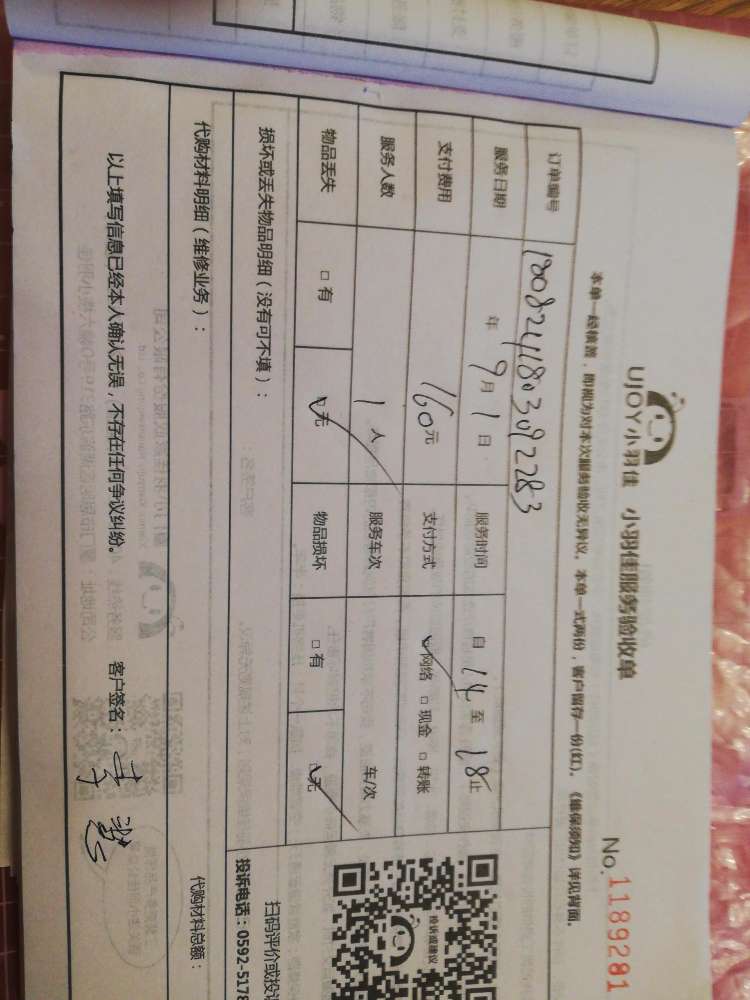 UJOY小羽佳 小羽佳服务验收单
No.1189281
本单一经核盖，即视为对本次服务验收无异议。本单一式两份，客户留存一份(红)。《维保须知》详见背面。
订单编号 180824180309 2283
服务日期 年 9月 1日 服务时间 自 14 至 18 止
支付费用 160元 支付方式 ☑网络 □现金 □转账
服务人数 1 人 服务车次 车/次
物品丢失 □有 ☑无 物品损坏 □有 ☑无
损坏或丢失物品明细（没有可不填）：
投诉或建议
扫码评价或投
投诉电话：0592-5178
代购材料明细（维修业务）：
代购材料总额：
以上填写信息已经本人确认无误，不存在任何争议纠纷。 客户签名：